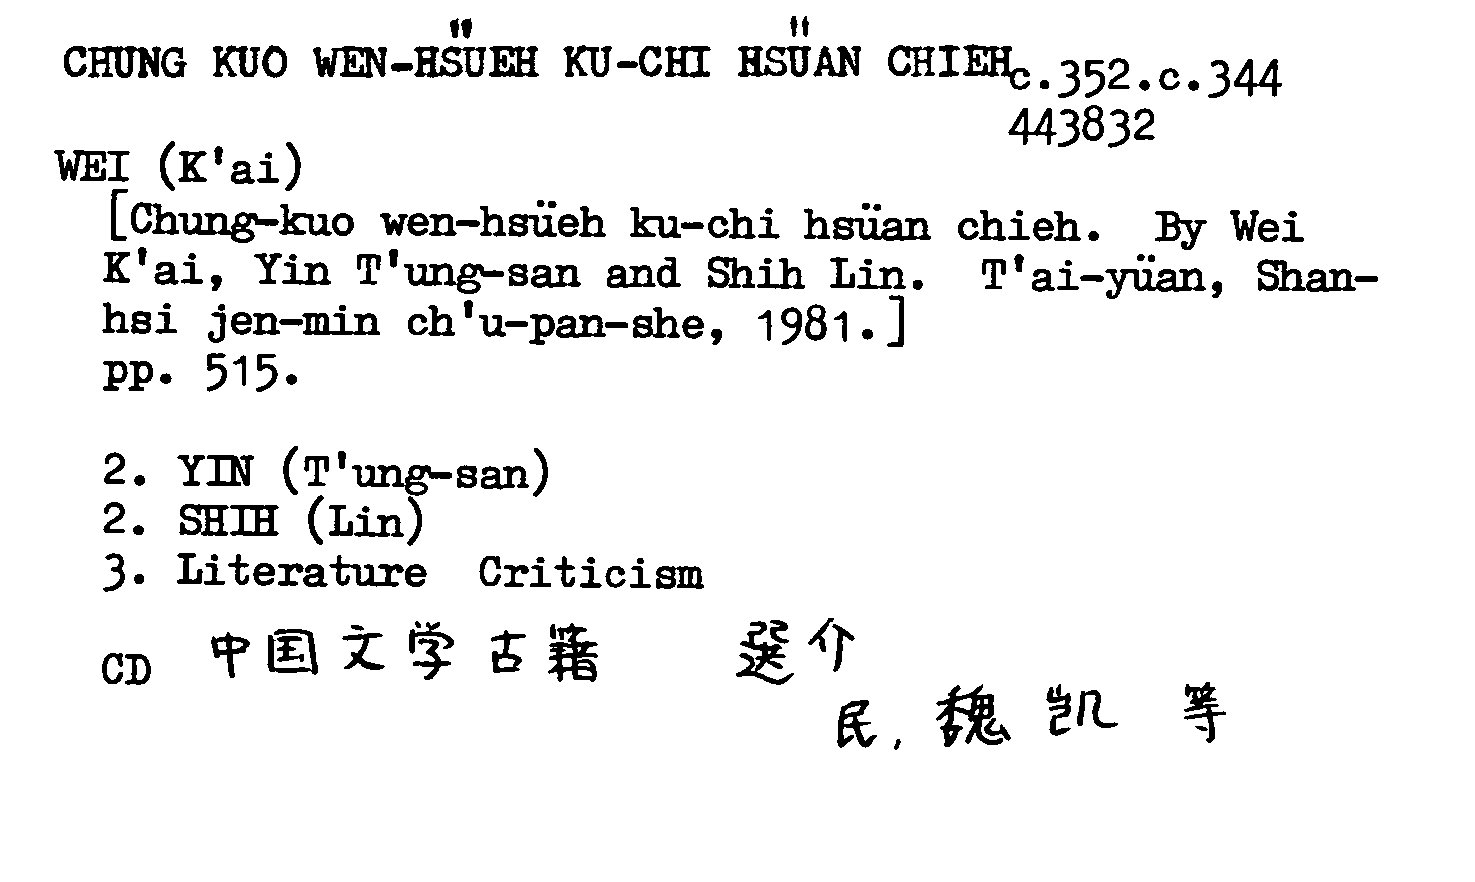 CHUNG KUO WEN-HSÜEH KU-CHI HSÜAN CHIEH c.352.c.344
443832
WEI (K'ai)
[Chung-kuo wen-hsüeh ku-chi hsüan chieh. By Wei
K'ai, Yin T'ung-san and Shih Lin. T'ai-yüan, Shan-
hsi jen-min ch'u-pan-she, 1981.]
pp. 515.
2. YIN (T'ung-san)
2. SHIH (Lin)
3. Literature Criticism
CD 中国文学古籍 選介
民, 魏凯 等